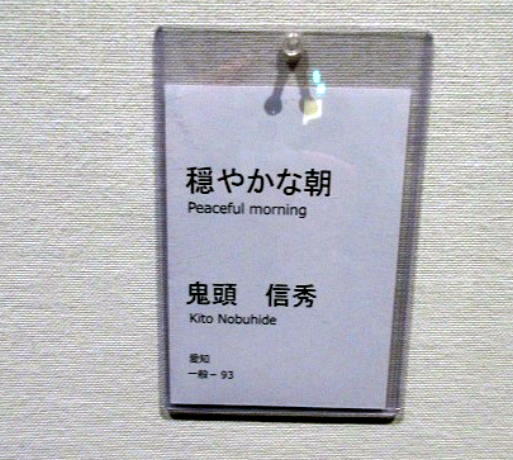 穏やかな朝
Peaceful morning
鬼頭　信秀
Kito Nobuhide
愛知
一般－93